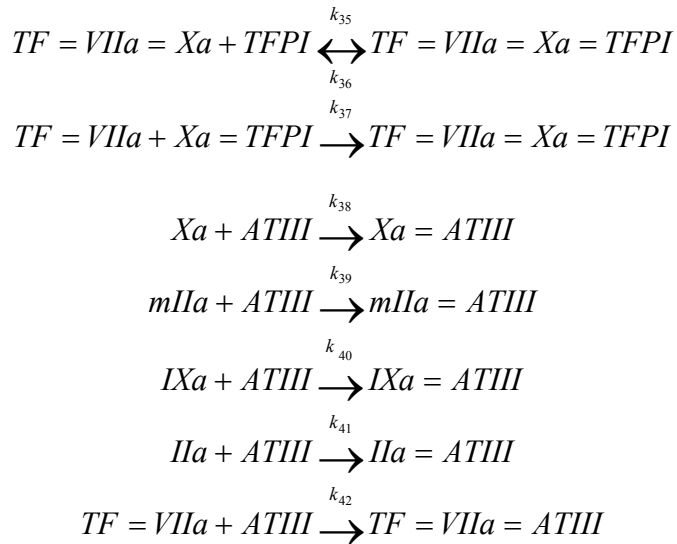 k35
TF = VIIa = Xa + TFPI ⟷ TF = VIIa = Xa = TFPI
k36
k37
TF = VIIa + Xa = TFPI ⟶ TF = VIIa = Xa = TFPI
k38
Xa + ATIII ⟶ Xa = ATIII
k39
mIIa + ATIII ⟶ mIIa = ATIII
k40
IXa + ATIII ⟶ IXa = ATIII
k41
IIa + ATIII ⟶ IIa = ATIII
k42
TF = VIIa + ATIII ⟶ TF = VIIa = ATIII